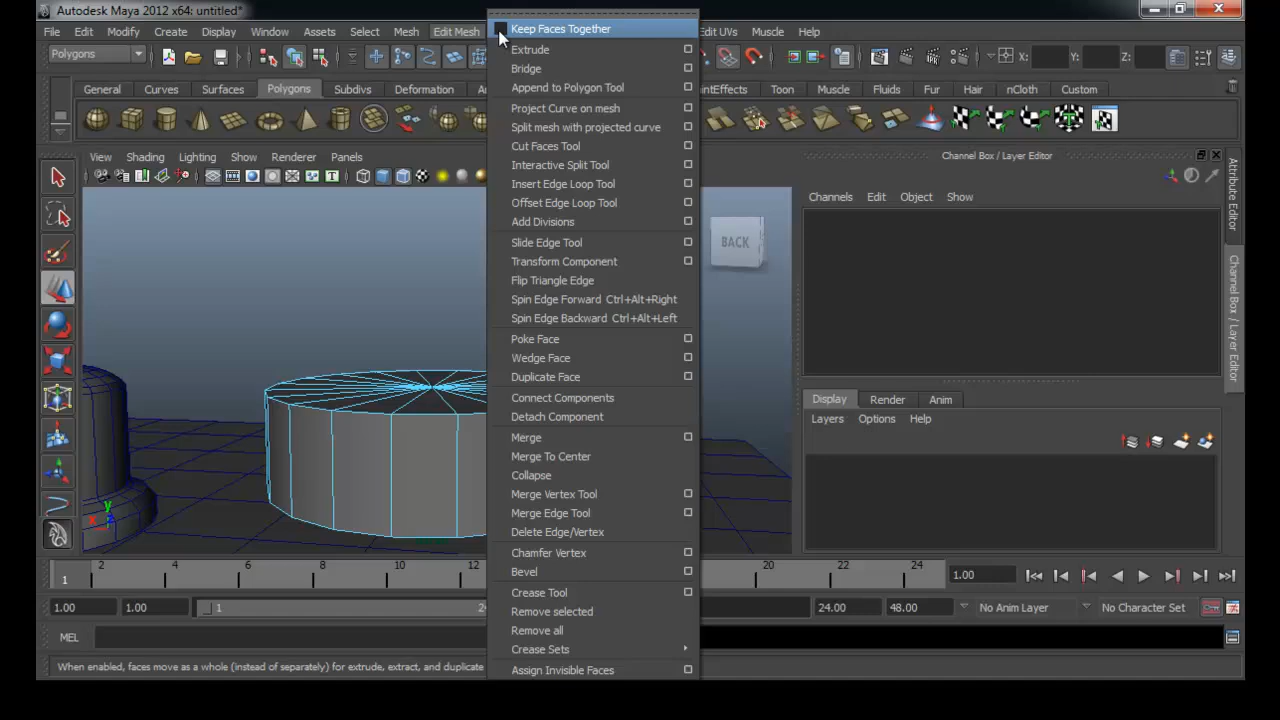 Autodesk Maya 2012 x64: untitled*
File Edit Modify Create Display Window Assets Select Mesh Edit Mesh Edit UVs Muscle Help
Polygons X: Y: Z:
General Curves Surfaces Polygons Subdivs Deformation Toon Muscle Fluids Fur Hair nCloth Custom
View Shading Lighting Show Renderer Panels
Keep Faces Together
Extrude
Bridge
Append to Polygon Tool
Project Curve on mesh
Split mesh with projected curve
Cut Faces Tool
Interactive Split Tool
Insert Edge Loop Tool
Offset Edge Loop Tool
Add Divisions
Slide Edge Tool
Transform Component
Flip Triangle Edge
Spin Edge Forward Ctrl+Alt+Right
Spin Edge Backward Ctrl+Alt+Left
Poke Face
Wedge Face
Duplicate Face
Connect Components
Detach Component
Merge
Merge To Center
Collapse
Merge Vertex Tool
Merge Edge Tool
Delete Edge/Vertex
Chamfer Vertex
Bevel
Crease Tool
Remove selected
Remove all
Crease Sets
Assign Invisible Faces
BACK
y
x
Channel Box / Layer Editor
Channels Edit Object Show
Display Render Anim
Layers Options Help
Attribute Editor
Channel Box / Layer Editor
1 2 4 6 8 10 12 20 22 24 1.00
1.00 1.00 1 24.00 48.00 No Anim Layer No Character Set
MEL
When enabled, faces move as a whole (instead of separately) for extrude, extract, and duplicate